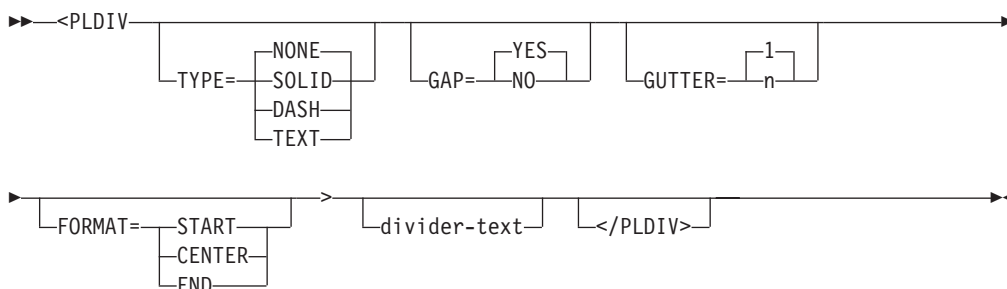 <PLDIV
NONE
YES
1
TYPE=
SOLID
GAP=
NO
GUTTER=
n
DASH
TEXT
>
FORMAT=
START
divider-text
</PLDIV>
CENTER
END